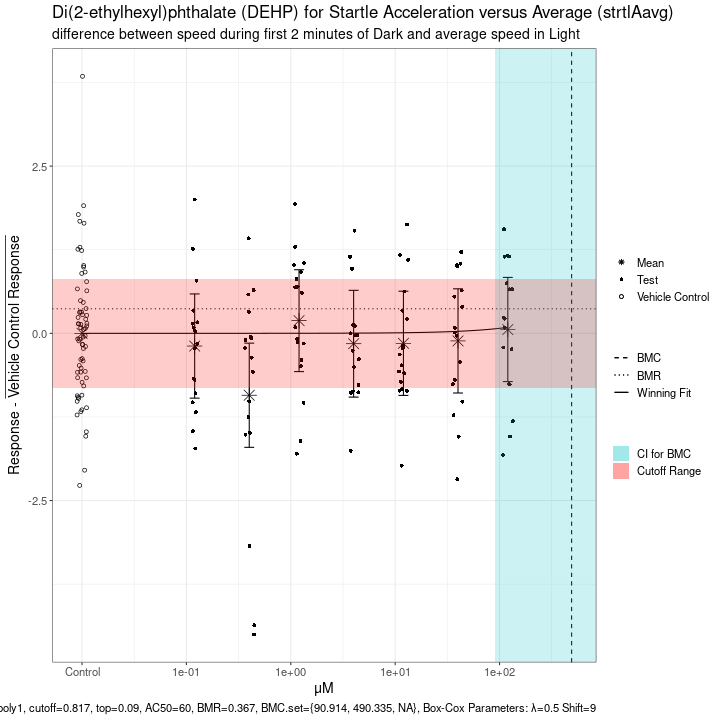 Di(2-ethylhexyl)phthalate (DEHP) for Startle Acceleration versus Average (strtlAavg)
difference between speed during first 2 minutes of Dark and average speed in Light
Response - Vehicle Control Response
2.5
0.0
-2.5
Control
1e-01
1e+00
1e+01
1e+02
µM
Mean
Test
Vehicle Control
BMC
BMR
Winning Fit
CI for BMC
Cutoff Range
poly1, cutoff=0.817, top=0.09, AC50=60, BMR=0.367, BMC.set={90.914, 490.335, NA}, Box-Cox Parameters: λ=0.5 Shift=9